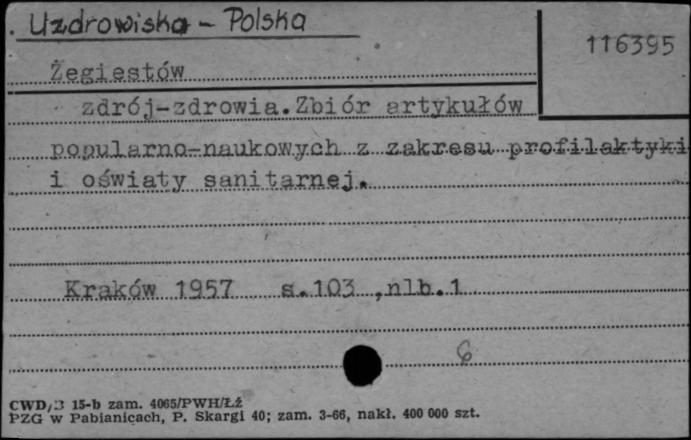 Uzdrowiska - Polska
116395
Żegiestów
zdrój-zdrowia. Zbiór artykułów
popularno-naukowych z zakresu profilaktyki
i oświaty sanitarnej.
Kraków 1957 s.103 ,nlb.1
6
CWD/3 15-b zam. 4065/PWH/Łź
PZG w Pabianicach, P. Skargi 40; zam. 3-66, nakł. 400 000 szt.